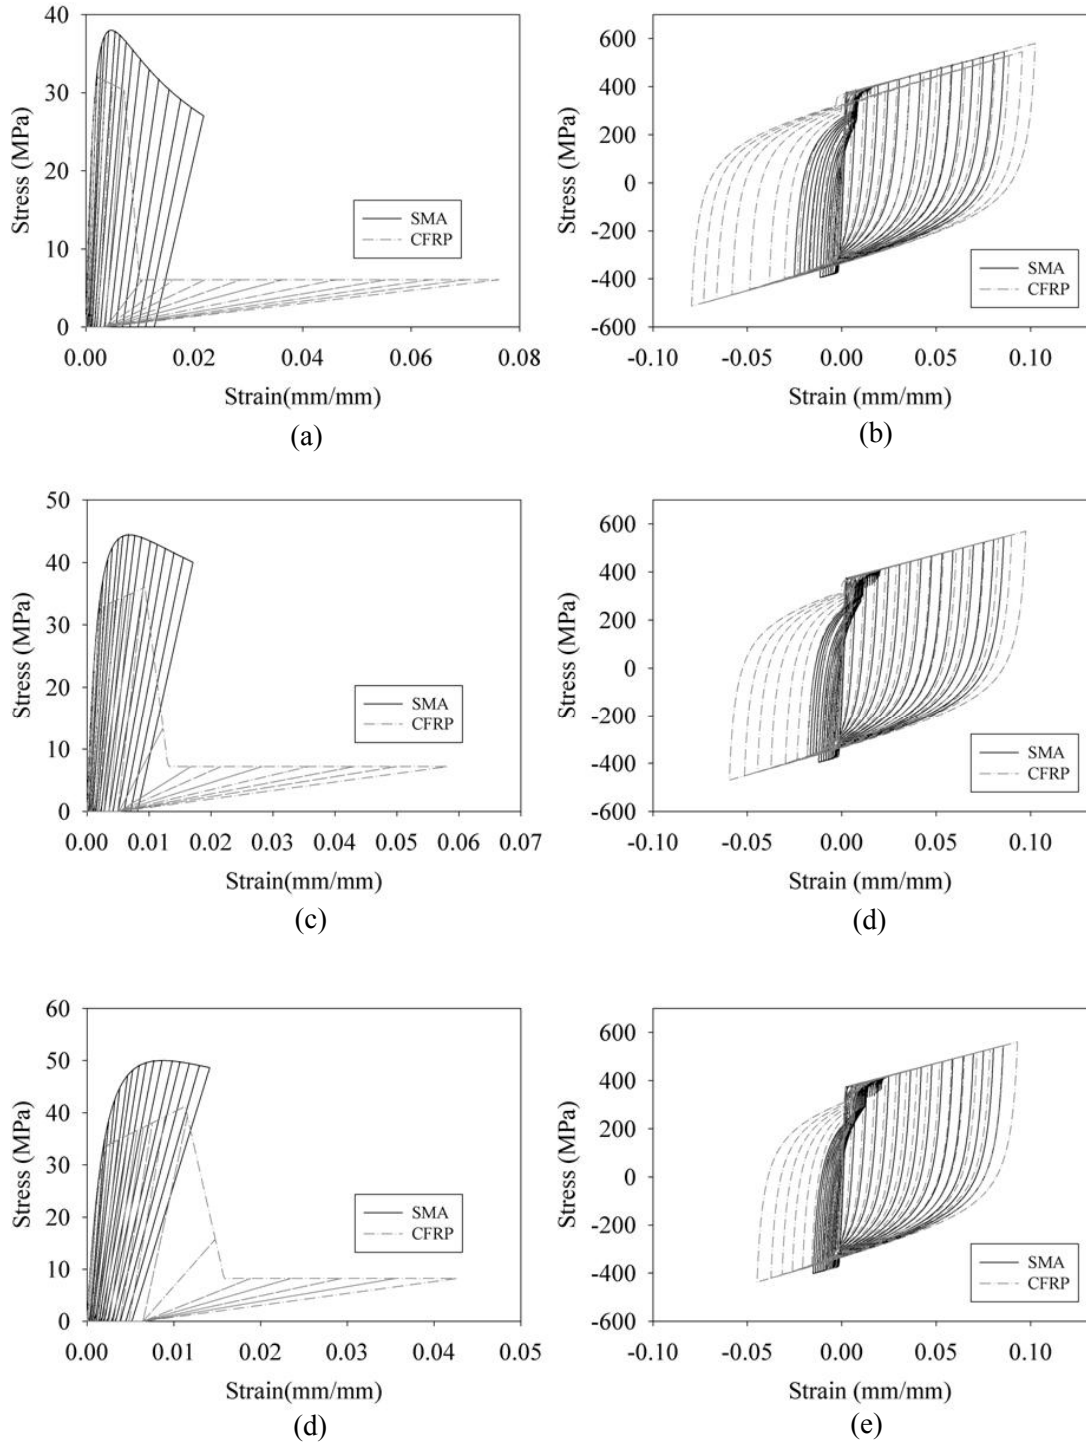 40
30
20
10
0
Stress (MPa)
SMA
CFRP
0.00 0.02 0.04 0.06 0.08
Strain(mm/mm)
(a)
600
400
200
0
-200
-400
-600
Stress (MPa)
SMA
CFRP
-0.10 -0.05 0.00 0.05 0.10
Strain (mm/mm)
(b)
50
40
30
20
10
0
Stress (MPa)
SMA
CFRP
0.00 0.01 0.02 0.03 0.04 0.05 0.06 0.07
Strain(mm/mm)
(c)
600
400
200
0
-200
-400
-600
Stress (MPa)
SMA
CFRP
-0.10 -0.05 0.00 0.05 0.10
Strain (mm/mm)
(d)
60
50
40
30
20
10
0
Stress (MPa)
SMA
CFRP
0.00 0.01 0.02 0.03 0.04 0.05
Strain(mm/mm)
(d)
600
400
200
0
-200
-400
-600
Stress (MPa)
SMA
CFRP
-0.10 -0.05 0.00 0.05 0.10
Strain (mm/mm)
(e)